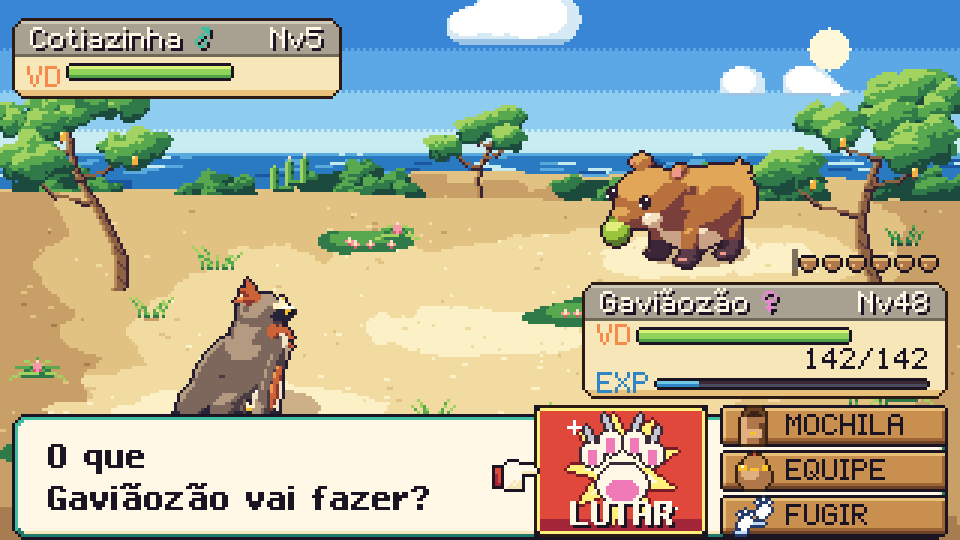 Cotiazinha ♂ Nv5
VD
Gaviãozão ♀ Nv48
VD
142/142
EXP
O que
Gaviãozão vai fazer?
LUTAR
MOCHILA
EQUIPE
FUGIR